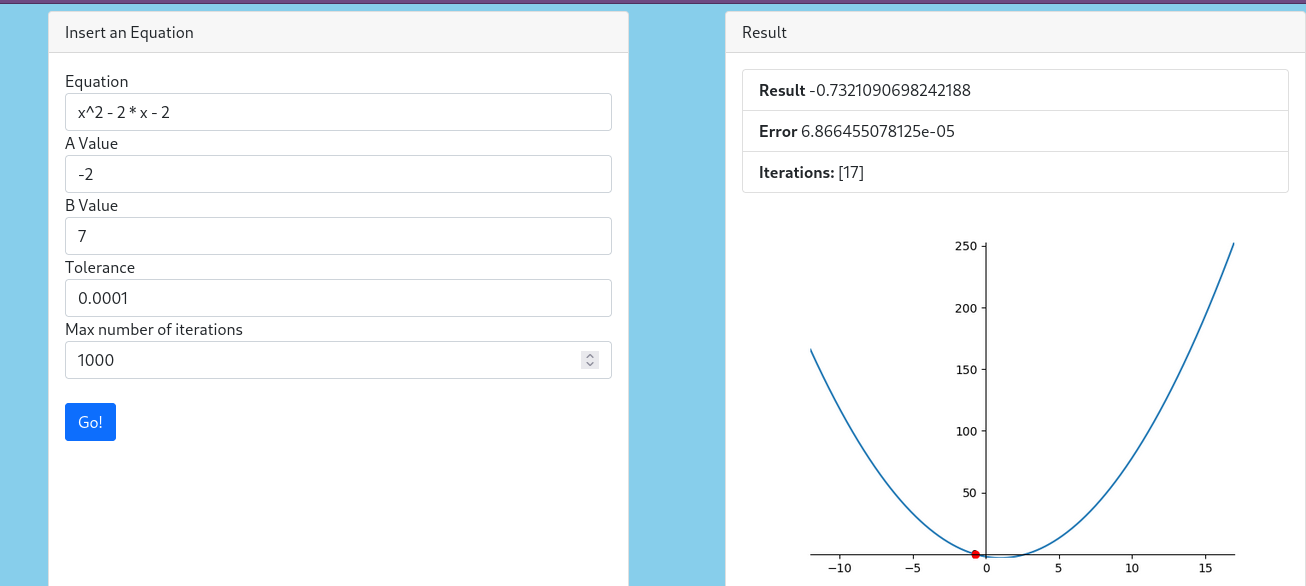 Insert an Equation
Equation
x^2 - 2 * x - 2
A Value
-2
B Value
7
Tolerance
0.0001
Max number of iterations
1000
Go!
Result
Result -0.7321090698242188
Error 6.866455078125e-05
Iterations: [17]
250
200
150
100
50
−10 −5 0 5 10 15